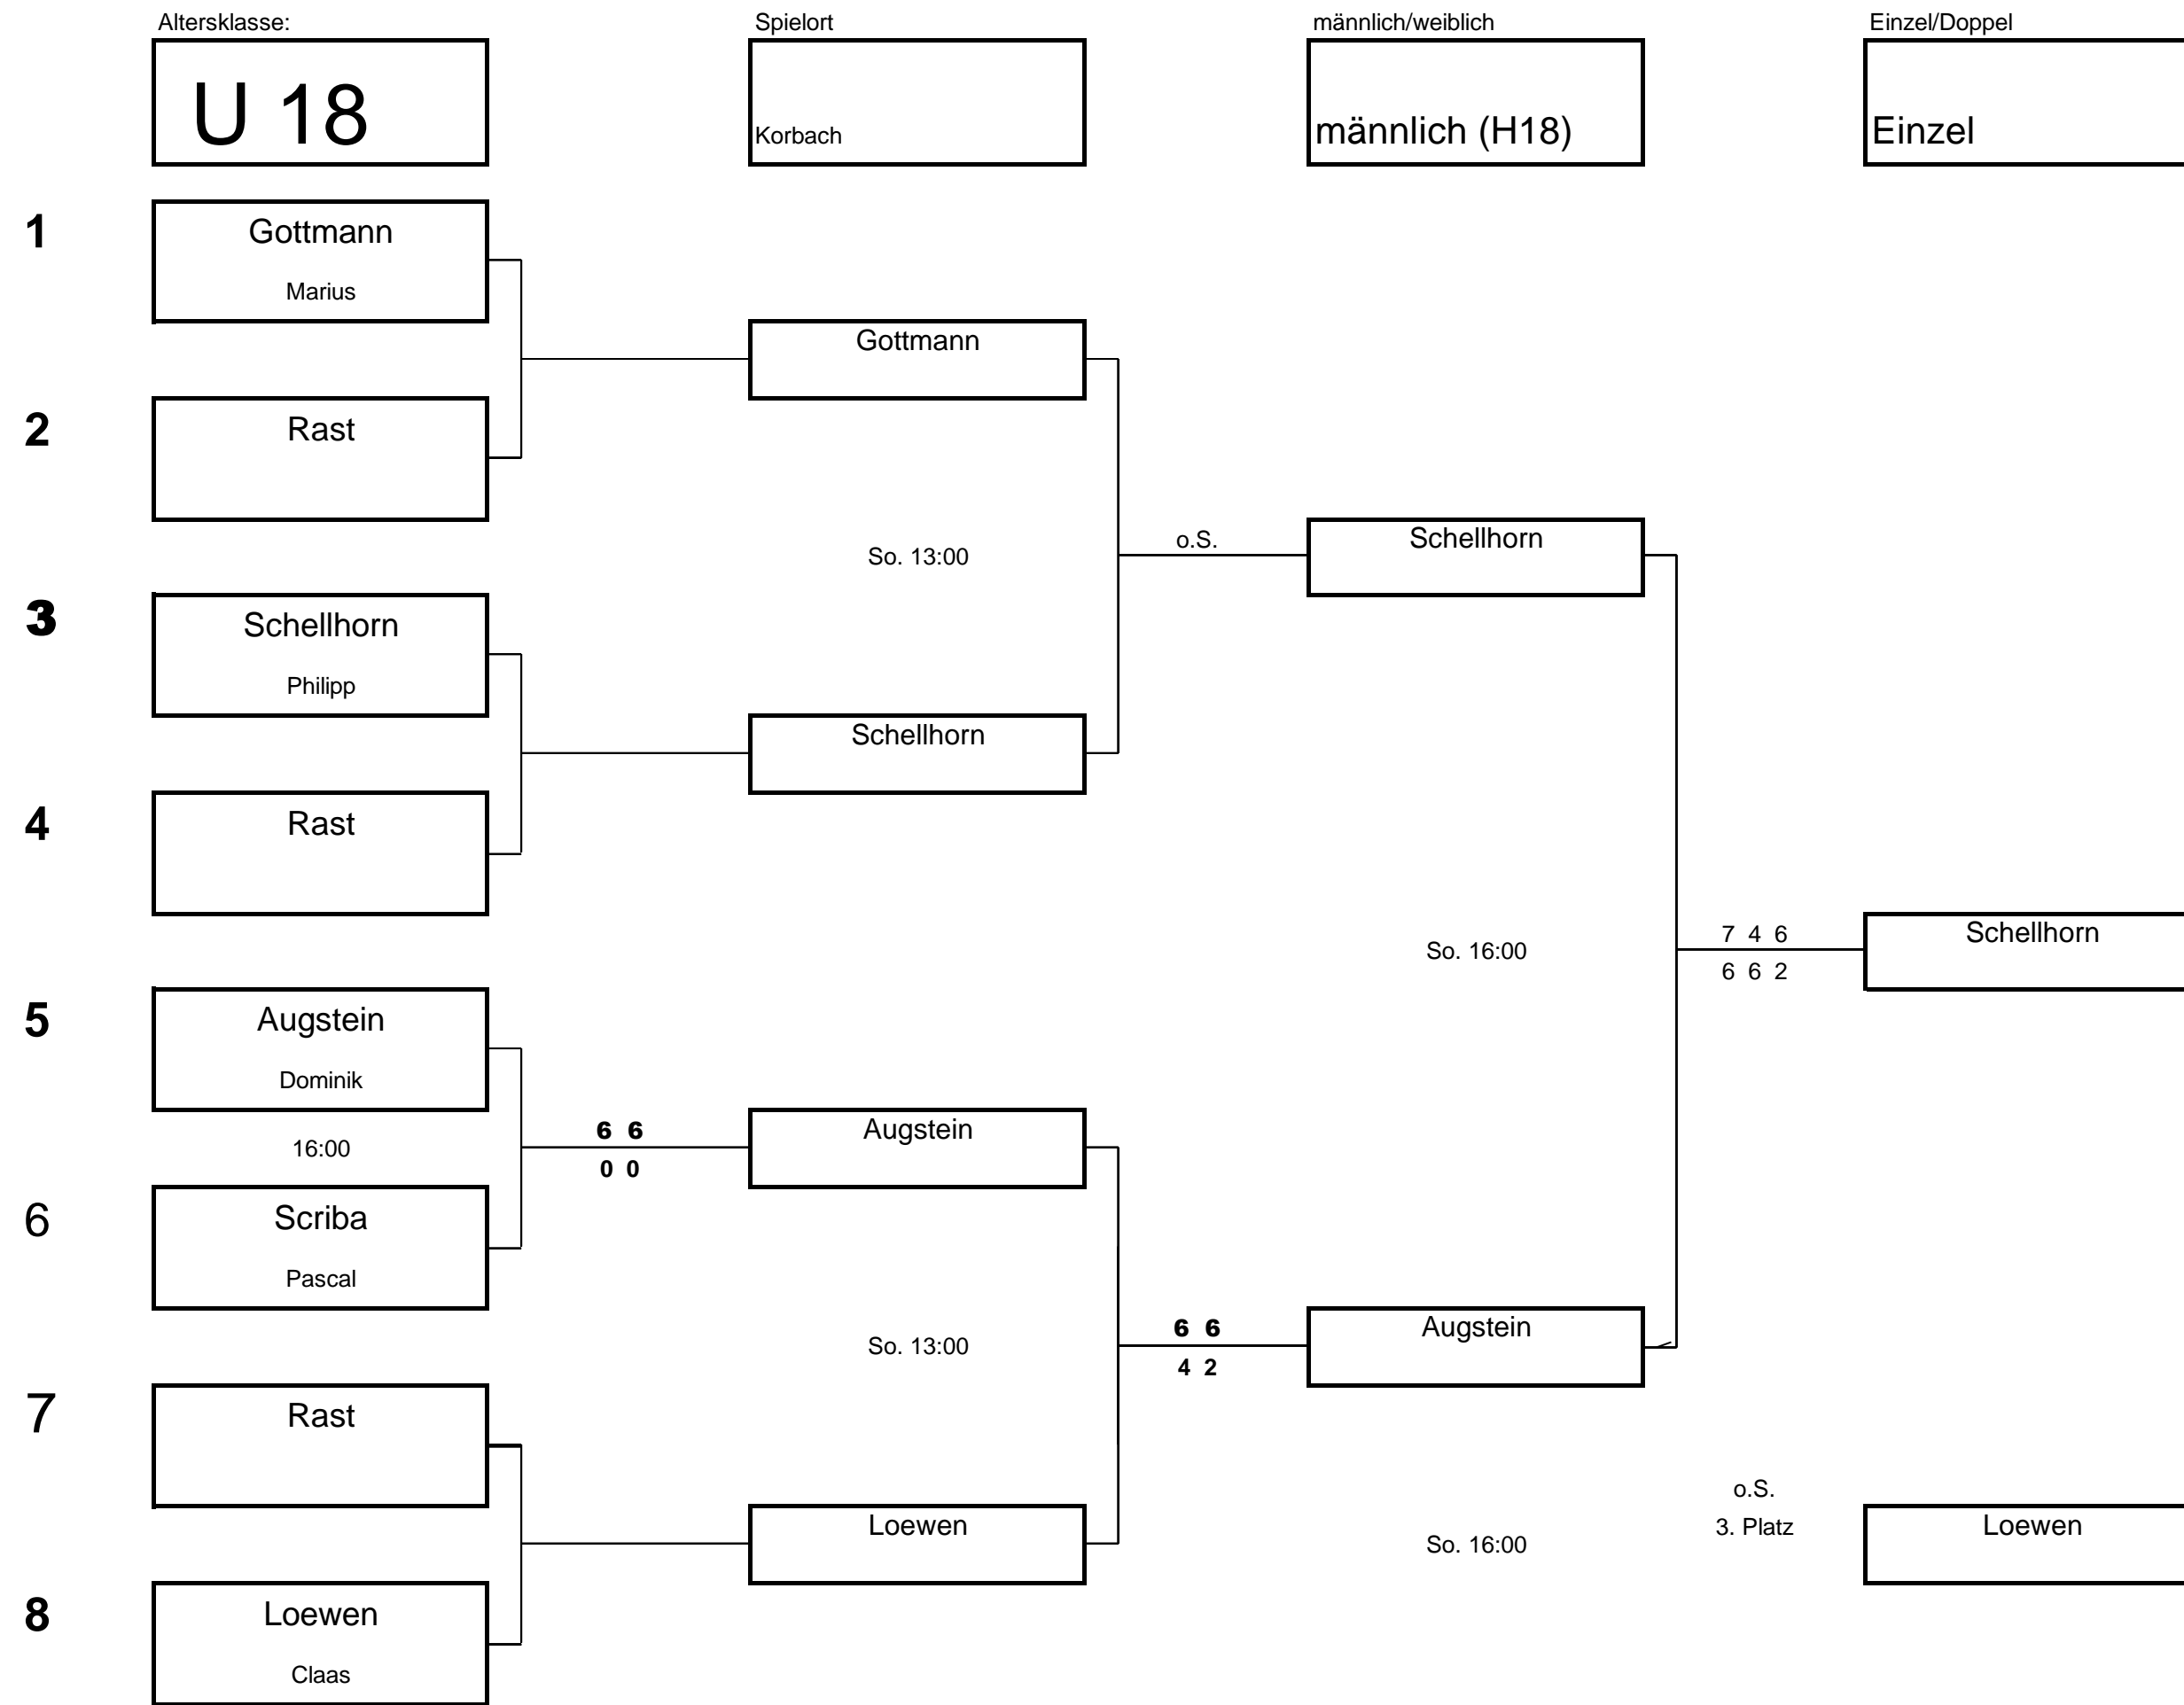 Altersklasse:
Spielort
männlich/weiblich
Einzel/Doppel
U 18
Korbach
männlich (H18)
Einzel
1
Gottmann
Marius
Gottmann
2
Rast
So. 13:00
o.S.
Schellhorn
3
Schellhorn
Philipp
Schellhorn
4
Rast
So. 16:00
7 4 6
6 6 2
Schellhorn
5
Augstein
Dominik
16:00
6 6
0 0
Augstein
6
Scriba
Pascal
So. 13:00
6 6
4 2
Augstein
7
Rast
Loewen
So. 16:00
o.S.
3. Platz
Loewen
8
Loewen
Claas